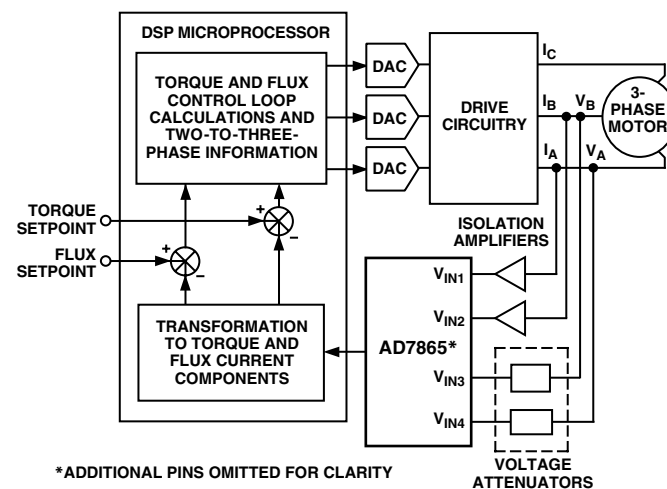 DSP MICROPROCESSOR
TORQUE AND FLUX
CONTROL LOOP
CALCULATIONS AND
TWO-TO-THREE-
PHASE INFORMATION
DAC
DAC
DAC
DRIVE
CIRCUITRY
I_C
I_B
V_B
I_A
V_A
3-
PHASE
MOTOR
TORQUE
SETPOINT
FLUX
SETPOINT
+
–
+
–
TRANSFORMATION
TO TORQUE AND
FLUX CURRENT
COMPONENTS
AD7865*
V_IN1
V_IN2
V_IN3
V_IN4
ISOLATION
AMPLIFIERS
VOLTAGE
ATTENUATORS
*ADDITIONAL PINS OMITTED FOR CLARITY